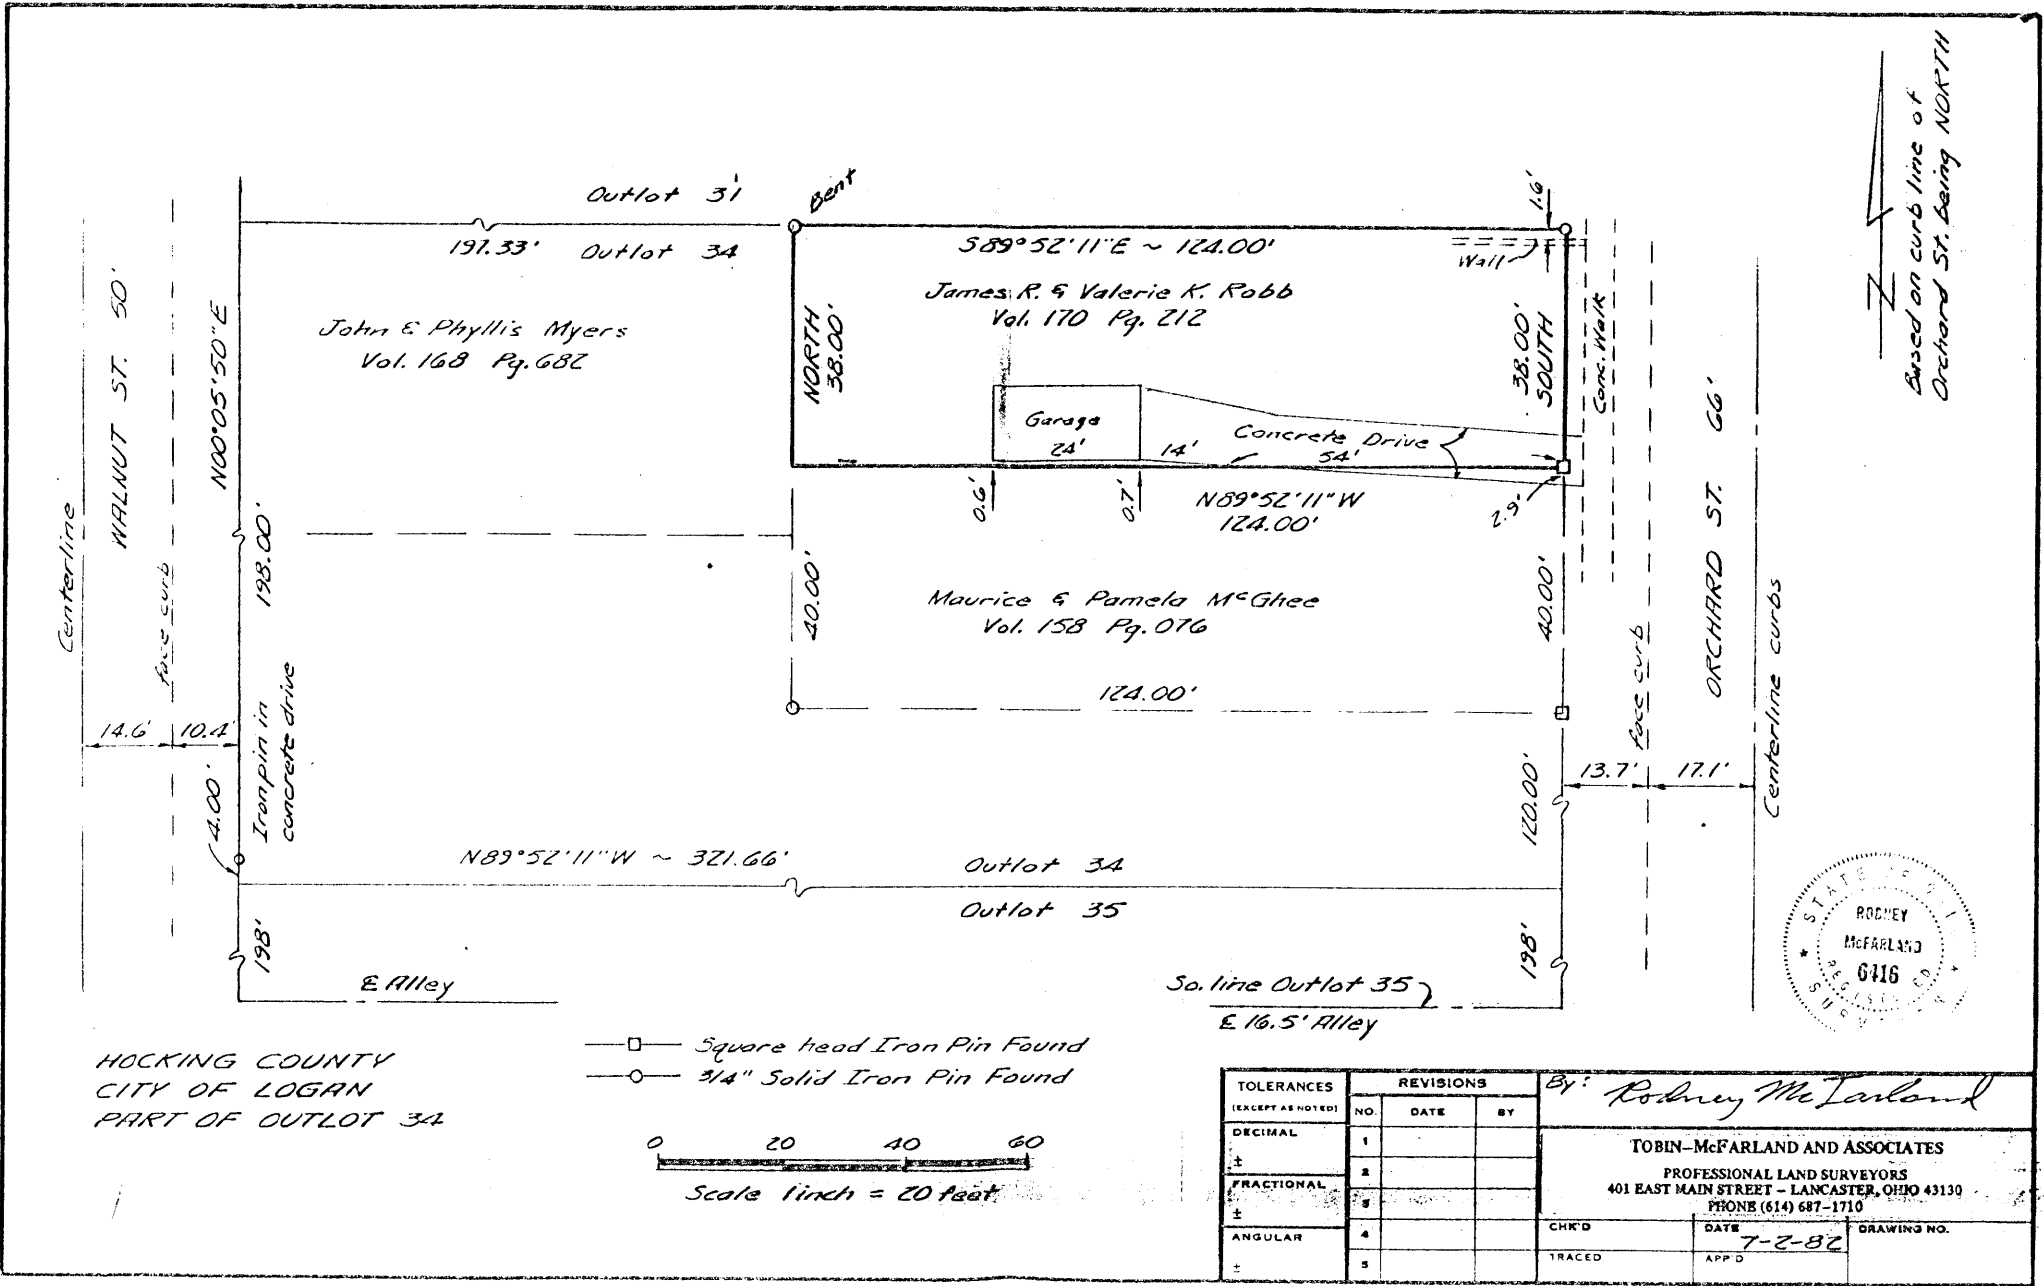 Based on curb line of
Orchard St. being NORTH
Outlot 31
Bent
1.6'
197.33' Outlot 34
S89°52'11"E ~ 124.00'
Wall
James R. & Valerie K. Robb
Vol. 170 Pg. 212
John & Phyllis Myers
Vol. 168 Pg. 682
NORTH
38.00'
38.00'
SOUTH
Conc. Walk
WALNUT ST. 50'
N00°05'50"E
Garage
24'
14'
Concrete Drive
54'
ORCHARD ST. 66'
0.6'
0.7'
N89°52'11"W
124.00'
2.9'
Centerline
face curb
198.00'
40.00'
Maurice & Pamela McGhee
Vol. 158 Pg. 076
40.00'
face curb
Centerline curbs
124.00'
14.6'
10.4'
Iron pin in
concrete drive
4.00'
13.7'
17.1'
120.00'
N89°52'11"W ~ 321.66'
Outlot 34
Outlot 35
198'
198'
℄ Alley
So. line Outlot 35
℄ 16.5' Alley
STATE OF
RODNEY
McFARLAND
6416
HOCKING COUNTY
CITY OF LOGAN
PART OF OUTLOT 34
Square head Iron Pin Found
3/4" Solid Iron Pin Found
0 20 40 60
Scale 1 inch = 20 feet
TOLERANCES
(EXCEPT AS NOTED)
DECIMAL
±
FRACTIONAL
±
ANGULAR
±
REVISIONS
NO. DATE BY
1
2
3
4
5
By: Rodney McFarland
TOBIN-McFARLAND AND ASSOCIATES
PROFESSIONAL LAND SURVEYORS
401 EAST MAIN STREET – LANCASTER, OHIO 43130
PHONE (614) 687-1710
CHK'D
DATE 7-2-82
DRAWING NO.
TRACED
APP'D